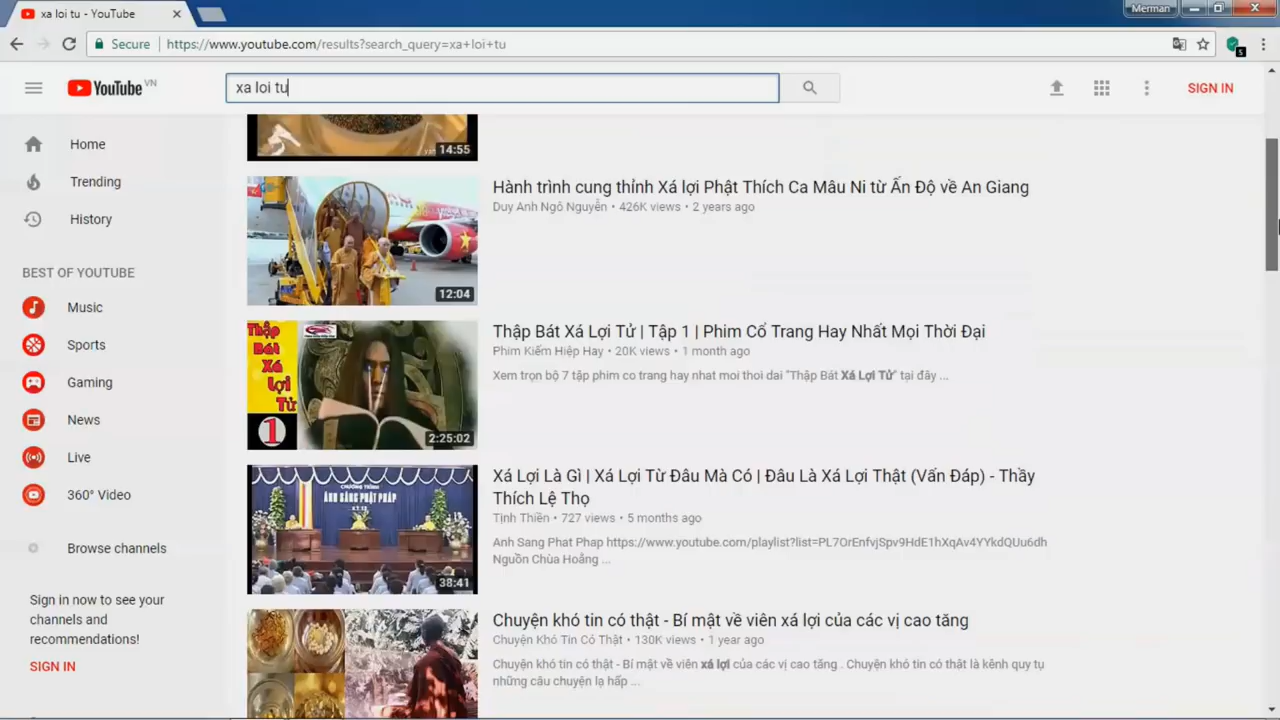 xa loi tu - YouTube
Merman
Secure https://www.youtube.com/results?search_query=xa+loi+tu
5
YouTube VN
xa loi tu
SIGN IN
Home
Trending
History
BEST OF YOUTUBE
Music
Sports
Gaming
News
Live
360° Video
Browse channels
Sign in now to see your
channels and
recommendations!
SIGN IN
14:55
Hành trình cung thỉnh Xá lợi Phật Thích Ca Mâu Ni từ Ấn Độ về An Giang
Duy Anh Ngô Nguyễn • 426K views • 2 years ago
12:04
Thập Bát Xá Lợi Tử | Tập 1 | Phim Cổ Trang Hay Nhất Mọi Thời Đại
Phim Kiếm Hiệp Hay • 20K views • 1 month ago
Xem trọn bộ 7 tập phim co trang hay nhat moi thoi dai "Thập Bát Xá Lợi Tử" tại đây ...
Thập
Bát
Xá
Lợi
Tử
1
2:25:02
Xá Lợi Là Gì | Xá Lợi Từ Đâu Mà Có | Đâu Là Xá Lợi Thật (Vấn Đáp) - Thầy
Thích Lệ Thọ
Tịnh Thiền • 727 views • 5 months ago
Anh Sang Phat Phap https://www.youtube.com/playlist?list=PL7OrEnfvjSpv9HdE1hXqAv4YYkdQUu6dh
Nguồn Chùa Hoằng ...
CHƯƠNG TRÌNH
ÁNH SÁNG PHẬT PHÁP
38:41
Chuyện khó tin có thật - Bí mật về viên xá lợi của các vị cao tăng
Chuyện Khó Tin Có Thật • 130K views • 1 year ago
Chuyện khó tin có thật - Bí mật về viên xá lợi của các vị cao tăng . Chuyện khó tin có thật là kênh quy tụ
những câu chuyện lạ hấp ...